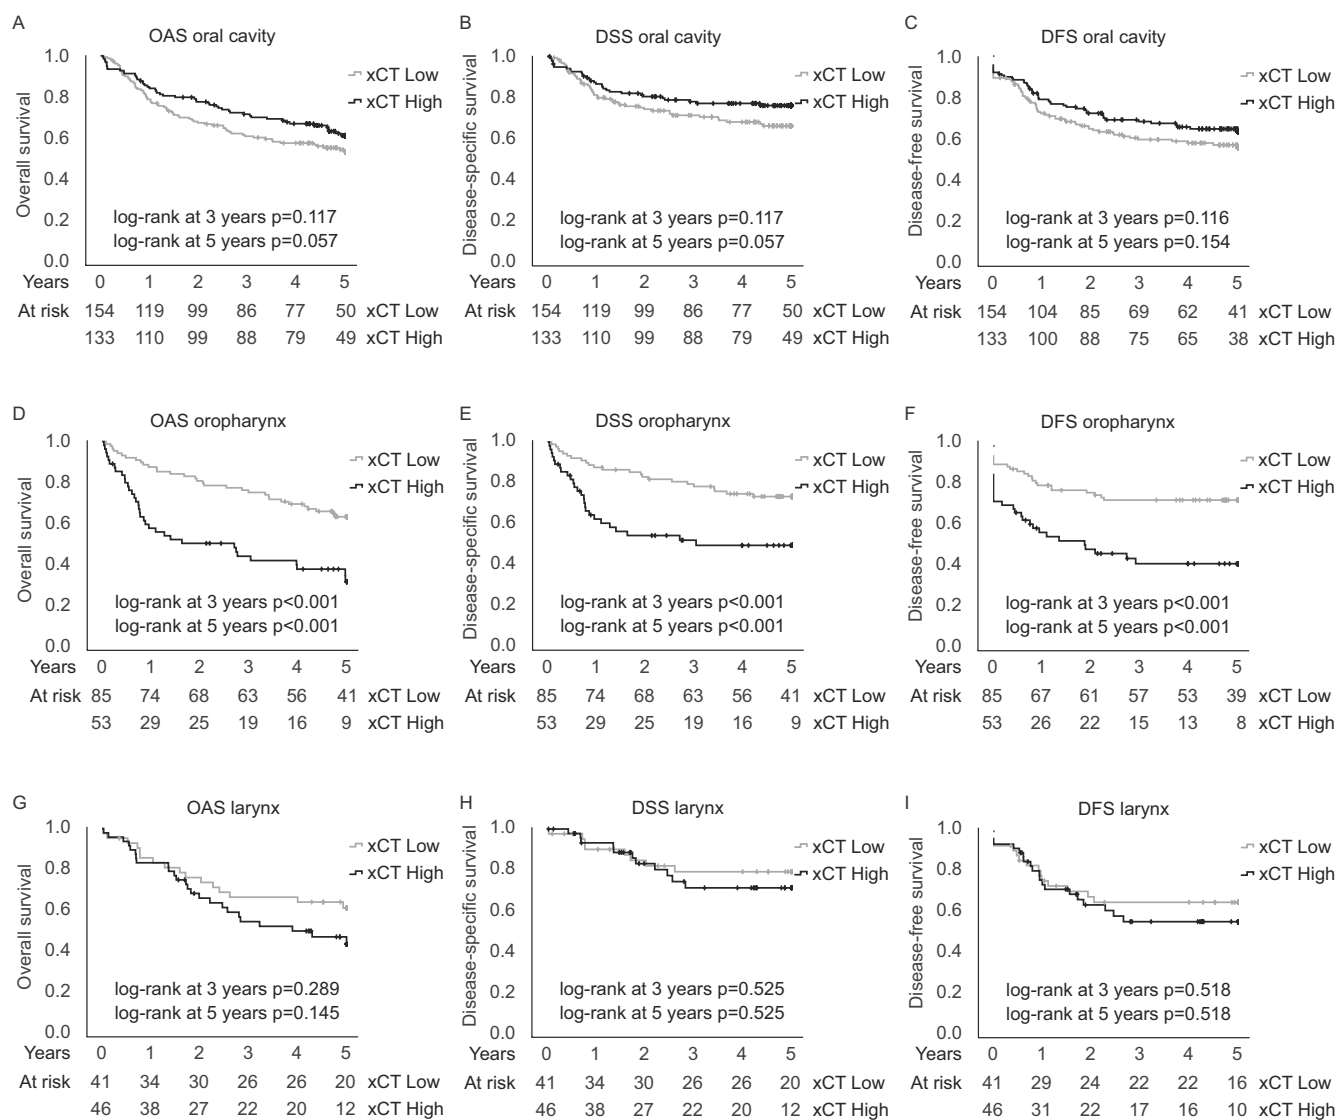 A
OAS oral cavity
Overall survival
1.0
0.8
0.6
0.4
0.2
0.0
xCT Low
xCT High
log-rank at 3 years p=0.117
log-rank at 5 years p=0.057
Years 0 1 2 3 4 5
At risk 154 119 99 86 77 50 xCT Low
133 110 99 88 79 49 xCT High
B
DSS oral cavity
Disease-specific survival
1.0
0.8
0.6
0.4
0.2
0.0
xCT Low
xCT High
log-rank at 3 years p=0.117
log-rank at 5 years p=0.057
0 1 2 3 4 5
154 119 99 86 77 50 xCT Low
133 110 99 88 79 49 xCT High
C
DFS oral cavity
Disease-free survival
1.0
0.8
0.6
0.4
0.2
0.0
xCT Low
xCT High
log-rank at 3 years p=0.116
log-rank at 5 years p=0.154
0 1 2 3 4 5
154 104 85 69 62 41 xCT Low
133 100 88 75 65 38 xCT High
D
OAS oropharynx
Overall survival
1.0
0.8
0.6
0.4
0.2
0.0
xCT Low
xCT High
log-rank at 3 years p<0.001
log-rank at 5 years p<0.001
Years 0 1 2 3 4 5
At risk 85 74 68 63 56 41 xCT Low
53 29 25 19 16 9 xCT High
E
DSS oropharynx
Disease-specific survival
1.0
0.8
0.6
0.4
0.2
0.0
xCT Low
xCT High
log-rank at 3 years p<0.001
log-rank at 5 years p<0.001
0 1 2 3 4 5
85 74 68 63 56 41 xCT Low
53 29 25 19 16 9 xCT High
F
DFS oropharynx
Disease-free survival
1.0
0.8
0.6
0.4
0.2
0.0
xCT Low
xCT High
log-rank at 3 years p<0.001
log-rank at 5 years p<0.001
0 1 2 3 4 5
85 67 61 57 53 39 xCT Low
53 26 22 15 13 8 xCT High
G
OAS larynx
Overall survival
1.0
0.8
0.6
0.4
0.2
0.0
xCT Low
xCT High
log-rank at 3 years p=0.289
log-rank at 5 years p=0.145
Years 0 1 2 3 4 5
At risk 41 34 30 26 26 20 xCT Low
46 38 27 22 20 12 xCT High
H
DSS larynx
Disease-specific survival
1.0
0.8
0.6
0.4
0.2
0.0
xCT Low
xCT High
log-rank at 3 years p=0.525
log-rank at 5 years p=0.525
0 1 2 3 4 5
41 34 30 26 26 20 xCT Low
46 38 27 22 20 12 xCT High
I
DFS larynx
Disease-free survival
1.0
0.8
0.6
0.4
0.2
0.0
xCT Low
xCT High
log-rank at 3 years p=0.518
log-rank at 5 years p=0.518
0 1 2 3 4 5
41 29 24 22 22 16 xCT Low
46 31 22 17 16 10 xCT High